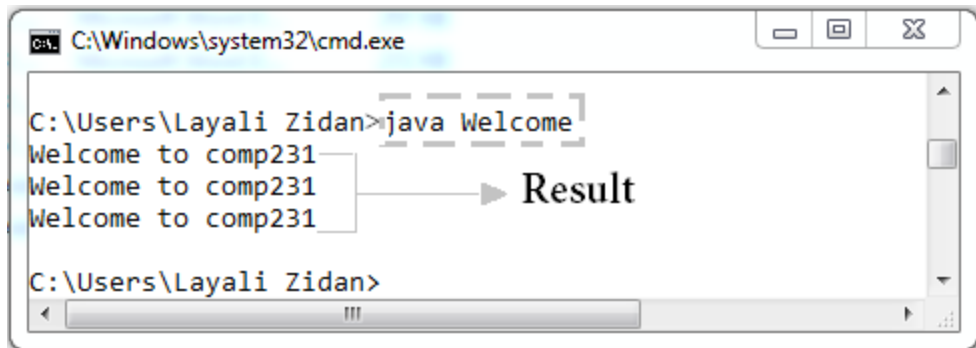 C:\Windows\system32\cmd.exe
C:\Users\Layali Zidan>java Welcome
Welcome to comp231
Welcome to comp231
Welcome to comp231
Result
C:\Users\Layali Zidan>